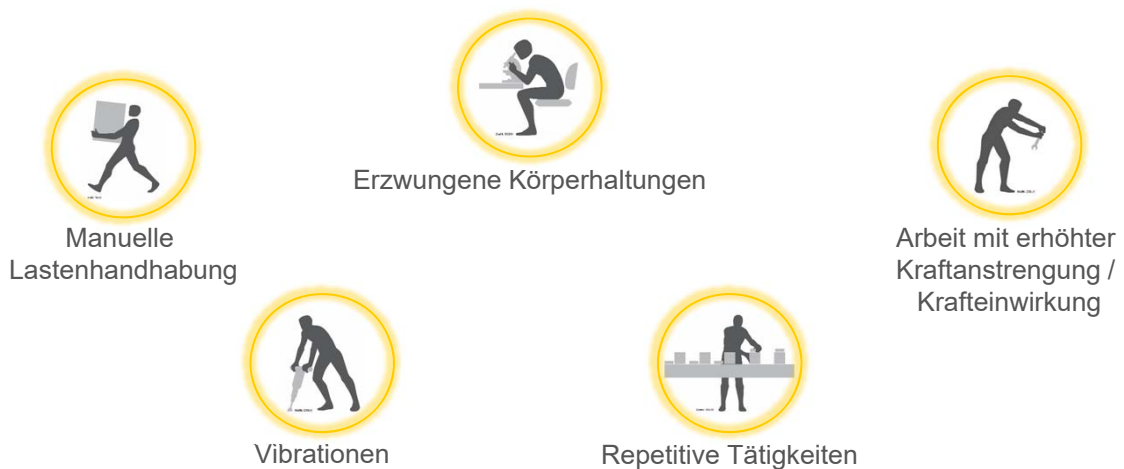 Erzwungene Körperhaltungen
Manuelle
Lastenhandhabung
Arbeit mit erhöhter
Kraftanstrengung /
Krafteinwirkung
Vibrationen
Repetitive Tätigkeiten